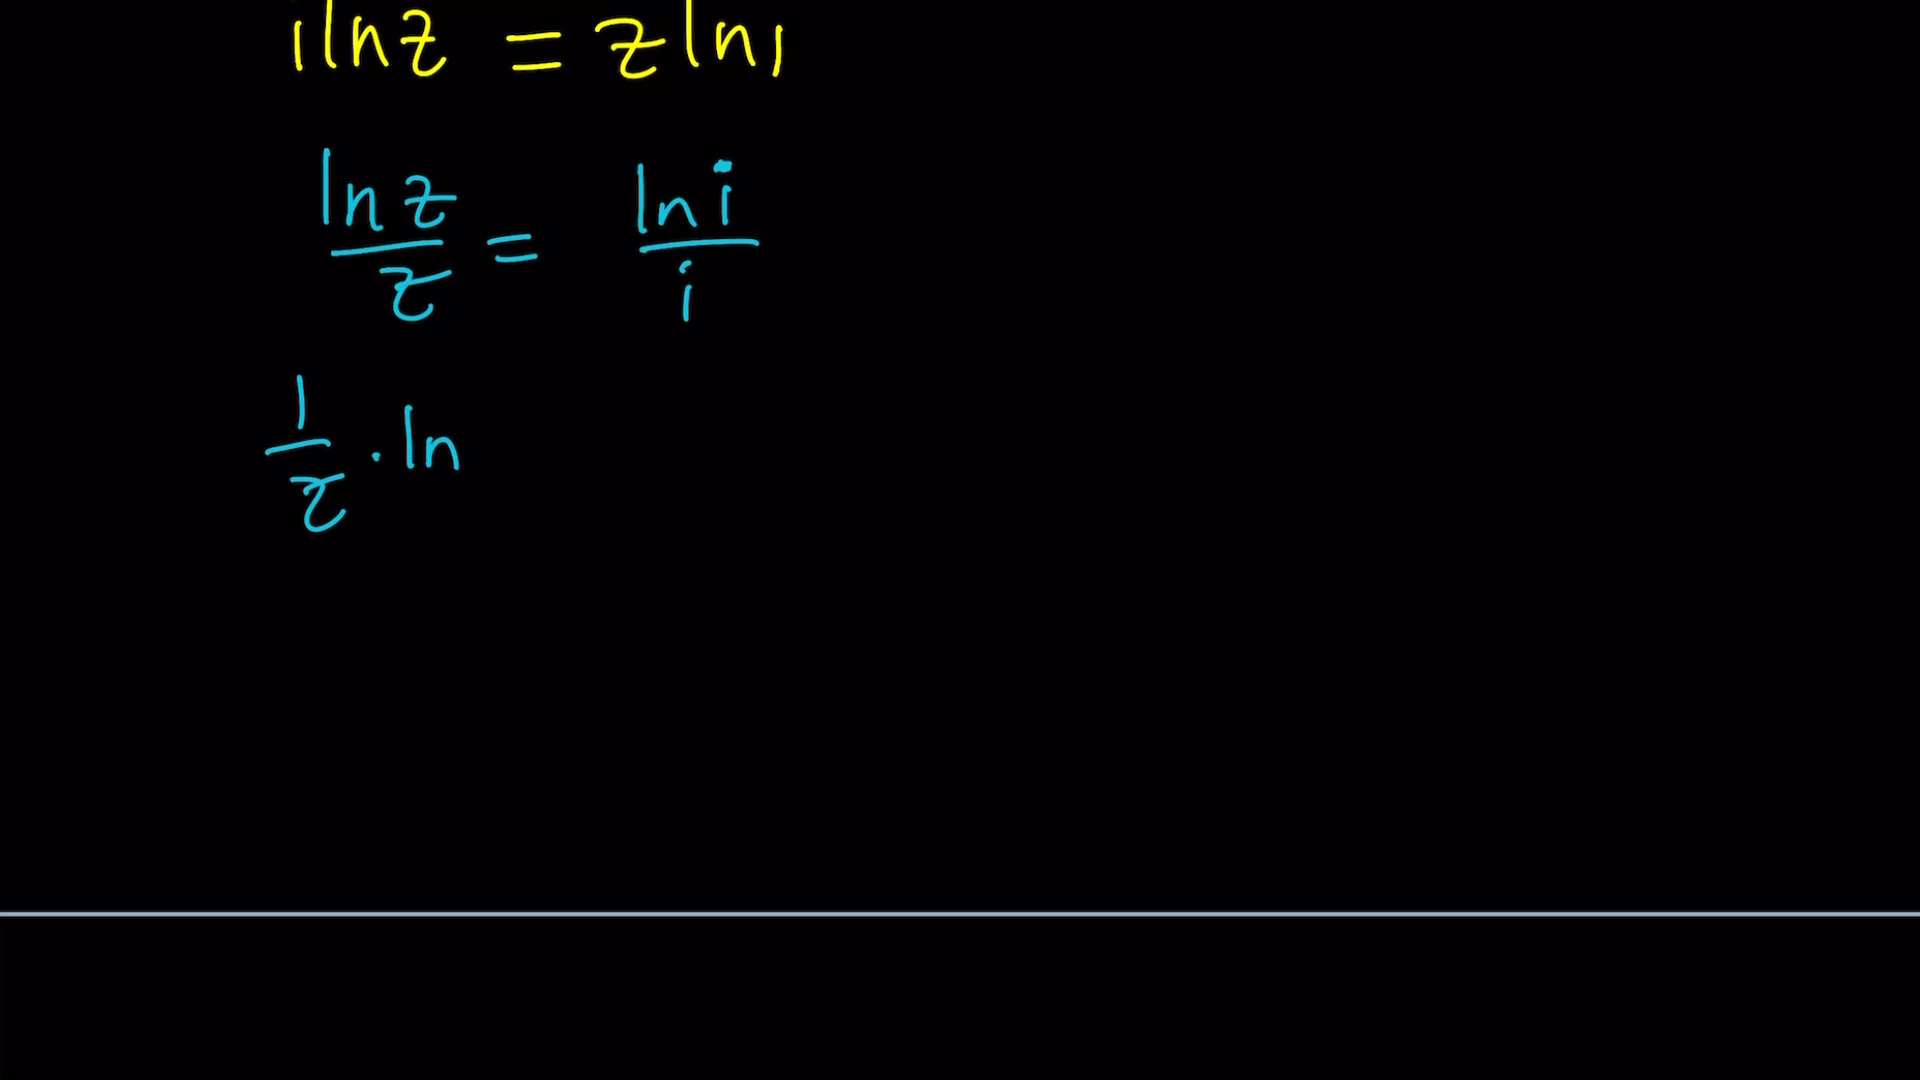 i ln z = z ln i
ln z / z = ln i / i
1 / z · ln